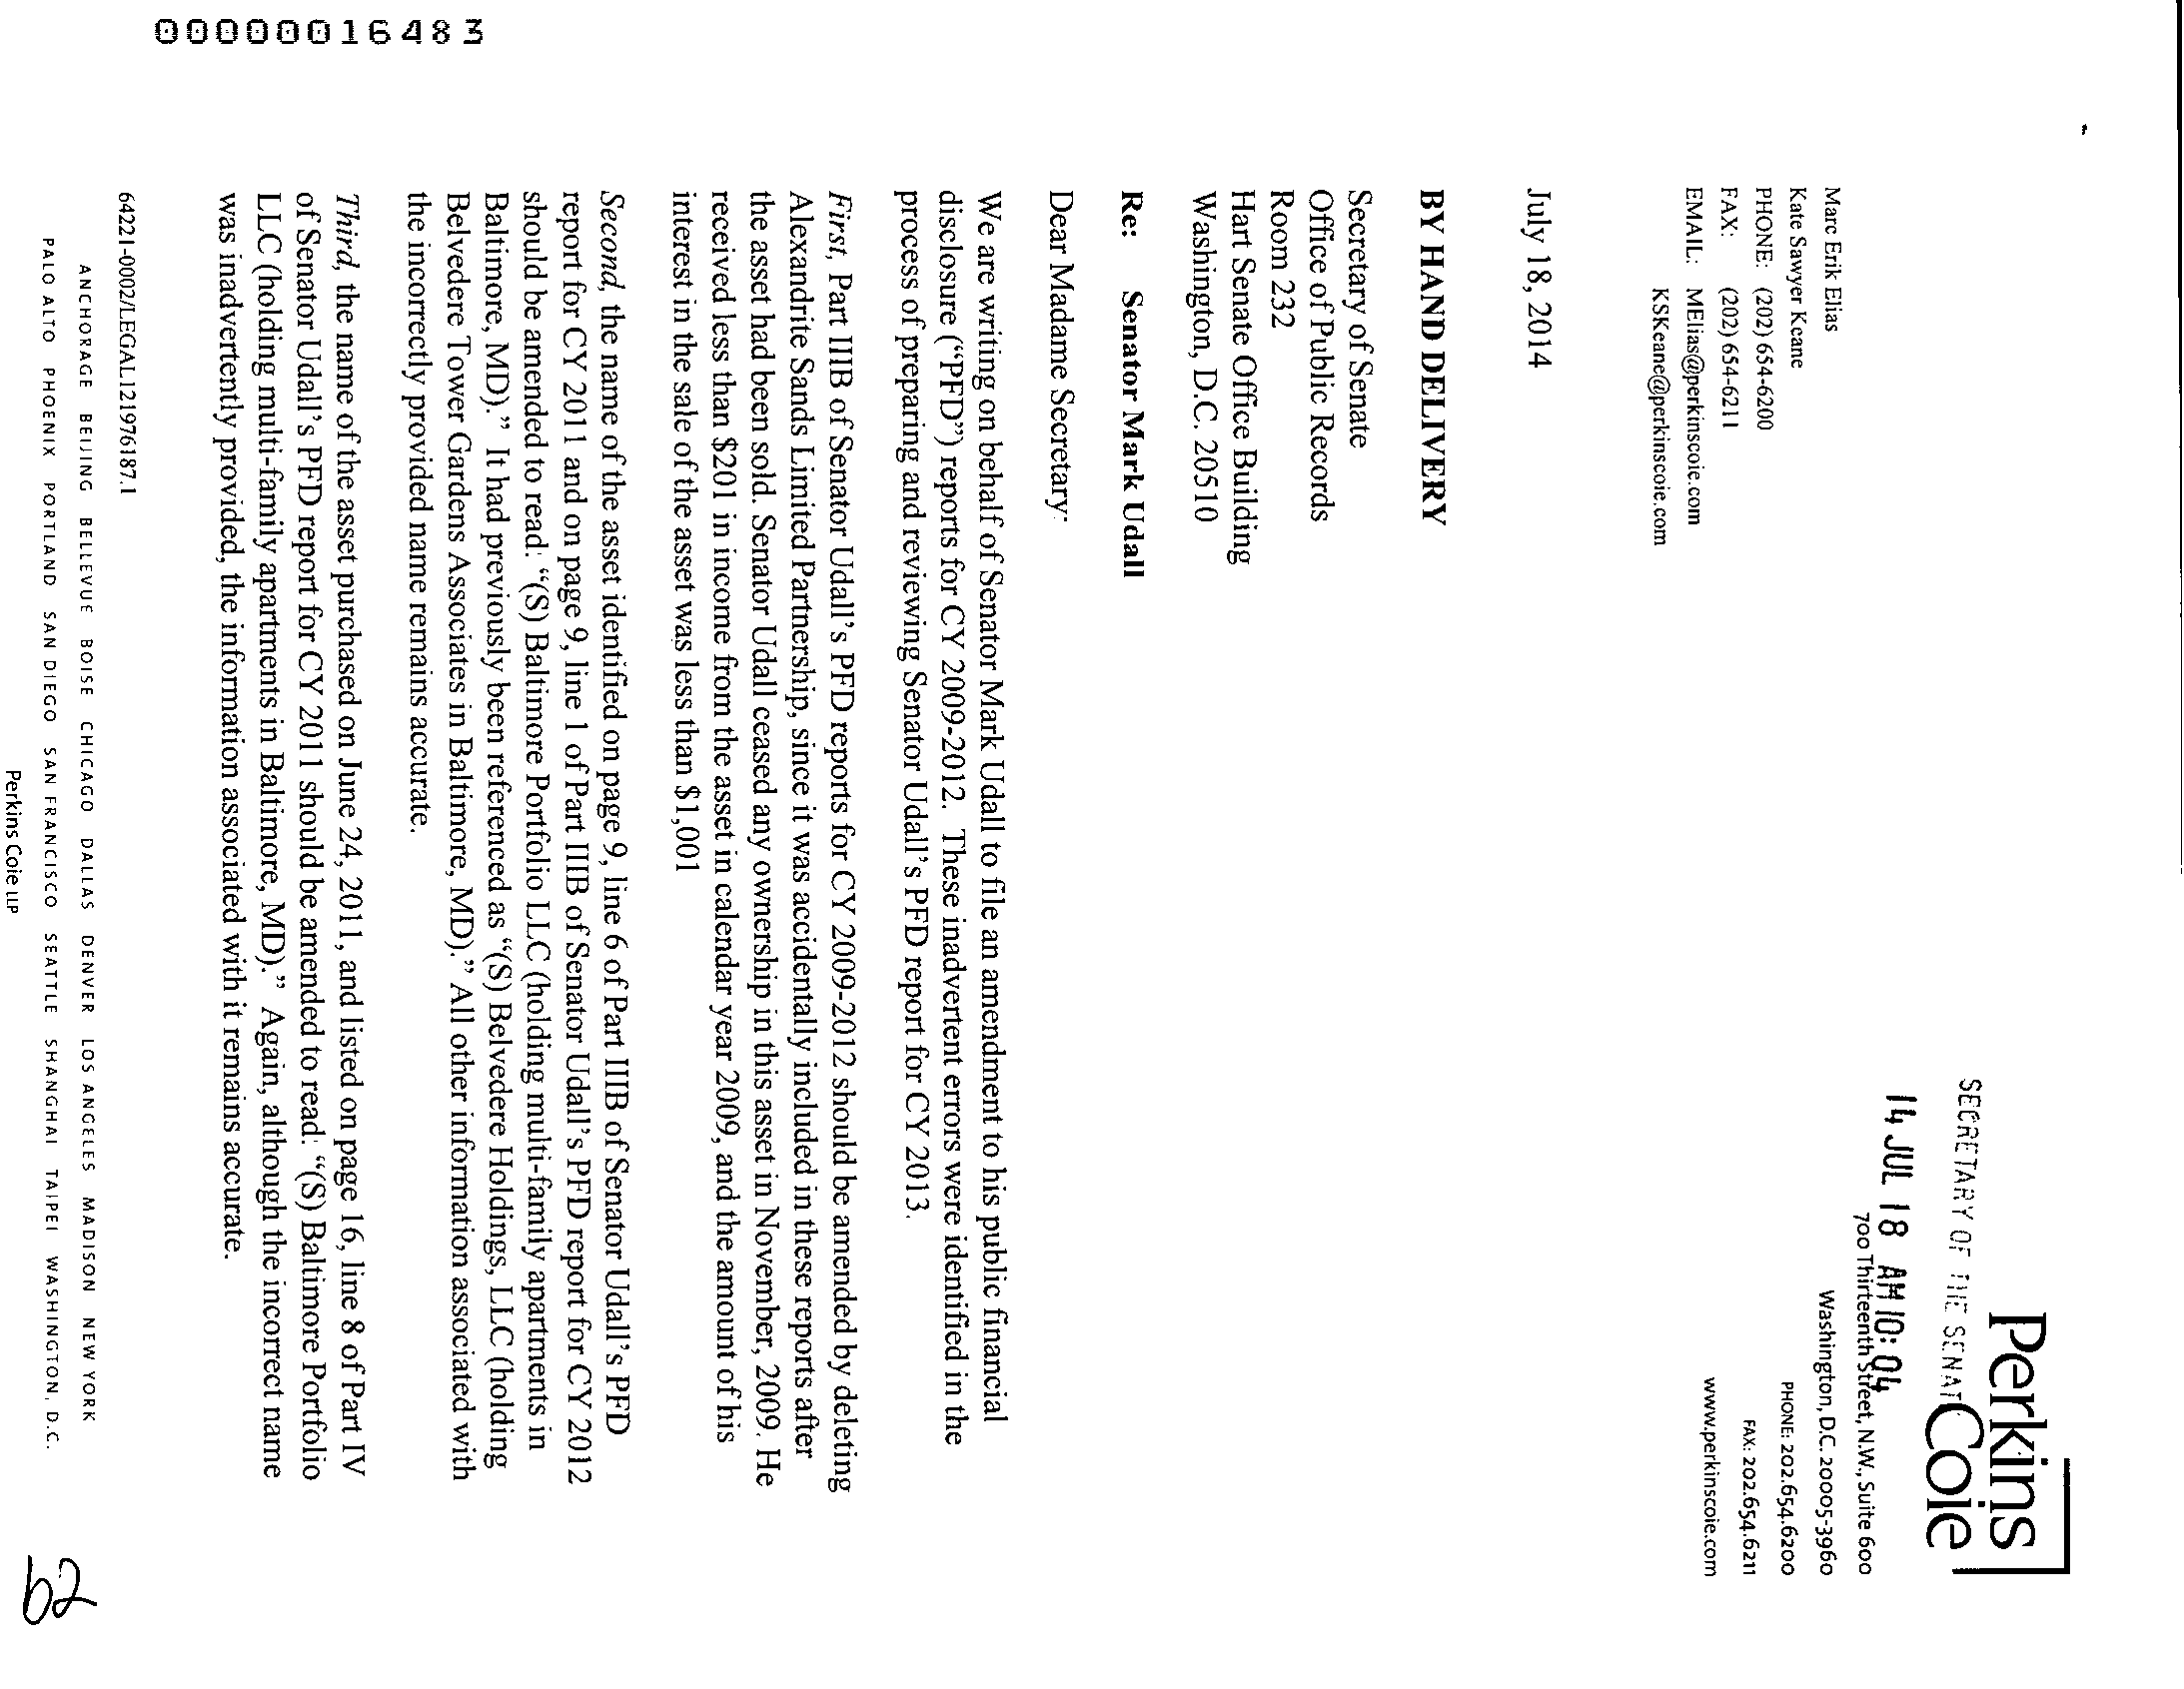 00000016483
Perkins
Coie
SECRETARY OF THE SENATE
14 JUL 18 AM 10:04
700 Thirteenth Street, N.W., Suite 600
Washington, D.C. 20005-3960
PHONE: 202.654.6200
FAX: 202.654.6211
www.perkinscoie.com
Marc Erik Elias
Kate Sawyer Keane
PHONE: (202) 654-6200
FAX: (202) 654-6211
EMAIL: MElias@perkinscoie.com
KSKeane@perkinscoie.com
July 18, 2014
BY HAND DELIVERY
Secretary of Senate
Office of Public Records
Room 232
Hart Senate Office Building
Washington, D.C. 20510
Re: Senator Mark Udall
Dear Madame Secretary:
We are writing on behalf of Senator Mark Udall to file an amendment to his public financial
disclosure (“PFD”) reports for CY 2009-2012. These inadvertent errors were identified in the
process of preparing and reviewing Senator Udall’s PFD report for CY 2013.
First, Part IIIB of Senator Udall’s PFD reports for CY 2009-2012 should be amended by deleting
Alexandrite Sands Limited Partnership, since it was accidentally included in these reports after
the asset had been sold. Senator Udall ceased any ownership in this asset in November, 2009. He
received less than $201 in income from the asset in calendar year 2009, and the amount of his
interest in the sale of the asset was less than $1,001
Second, the name of the asset identified on page 9, line 6 of Part IIIB of Senator Udall’s PFD
report for CY 2011 and on page 9, line 1 of Part IIIB of Senator Udall’s PFD report for CY 2012
should be amended to read: “(S) Baltimore Portfolio LLC (holding multi-family apartments in
Baltimore, MD).” It had previously been referenced as “(S) Belvedere Holdings, LLC (holding
Belvedere Tower Gardens Associates in Baltimore, MD).” All other information associated with
the incorrectly provided name remains accurate.
Third, the name of the asset purchased on June 24, 2011, and listed on page 16, line 8 of Part IV
of Senator Udall’s PFD report for CY 2011 should be amended to read: “(S) Baltimore Portfolio
LLC (holding multi-family apartments in Baltimore, MD).” Again, although the incorrect name
was inadvertently provided, the information associated with it remains accurate.
64221-0002/LEGAL121976187.1
ANCHORAGE BEIJING BELLEVUE BOISE CHICAGO DALLAS DENVER LOS ANGELES MADISON NEW YORK
PALO ALTO PHOENIX PORTLAND SAN DIEGO SAN FRANCISCO SEATTLE SHANGHAI TAIPEI WASHINGTON, D.C.
Perkins Coie LLP